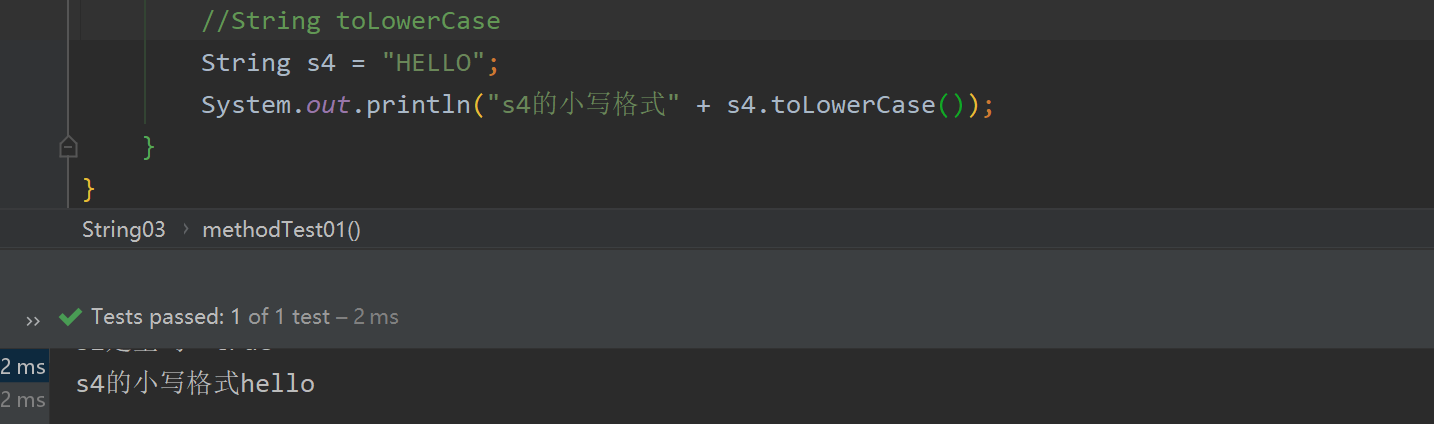 //String toLowerCase
String s4 = "HELLO";
System.out.println("s4的小写格式" + s4.toLowerCase());
}
}
String03 › methodTest01()
›› Tests passed: 1 of 1 test – 2 ms
2 ms
s4的小写格式hello
2 ms